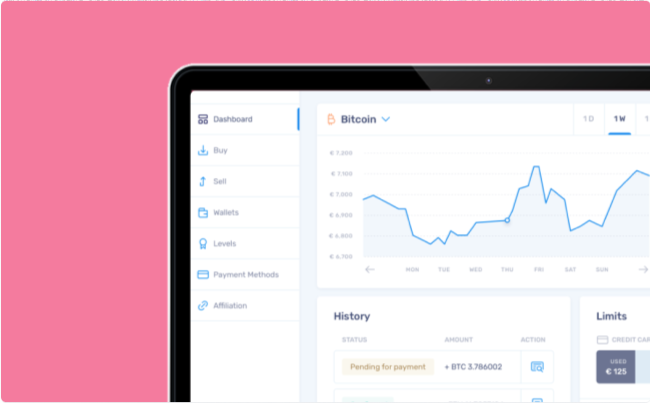 Dashboard
Buy
Sell
Wallets
Levels
Payment Methods
Affiliation
Bitcoin
1 D
1 W
€ 7.200
€ 7.100
€ 7.000
€ 6.900
€ 6.800
€ 6.700
MON TUE WED THU FRI SAT SUN
History
STATUS AMOUNT ACTION
Pending for payment + BTC 3.786002
Limits
CREDIT CAR
USED
€ 125